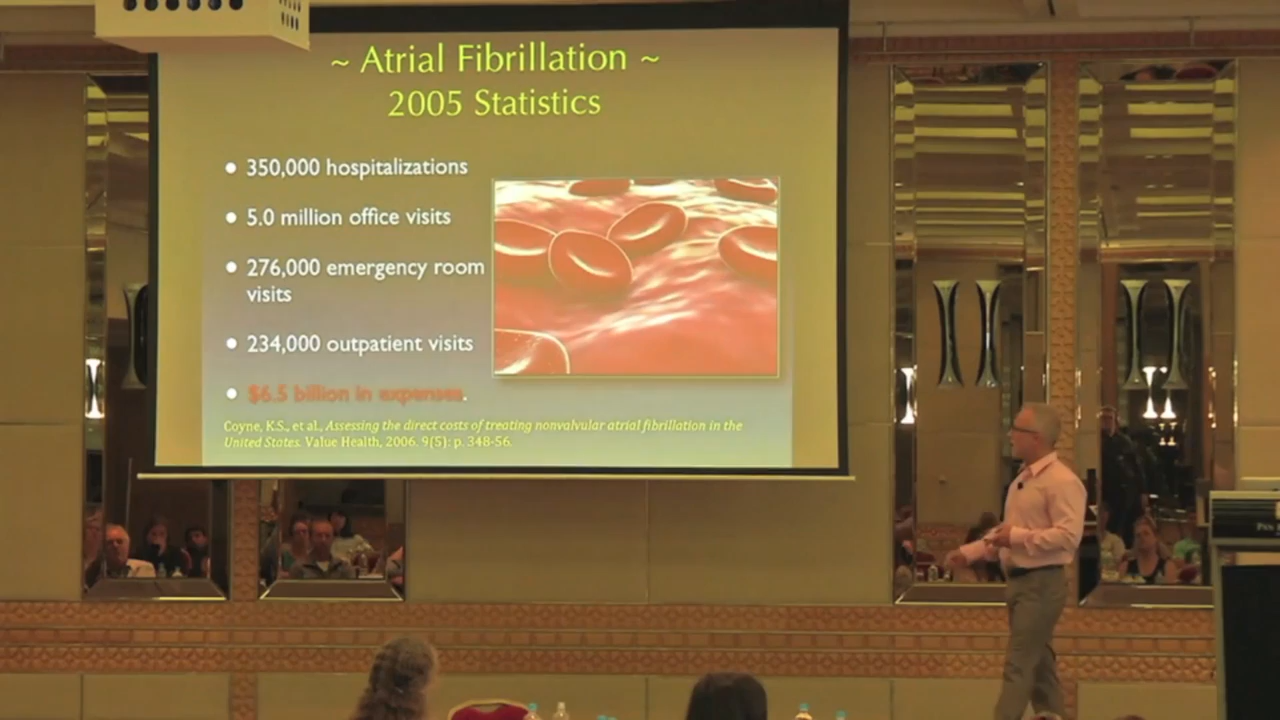 ~ Atrial Fibrillation ~
2005 Statistics
• 350,000 hospitalizations
• 5.0 million office visits
• 276,000 emergency room
visits
• 234,000 outpatient visits
• $6.5 billion in expenses.
Coyne, K.S., et al., Assessing the direct costs of treating nonvalvular atrial fibrillation in the
United States. Value Health, 2006. 9(5): p. 348-56.